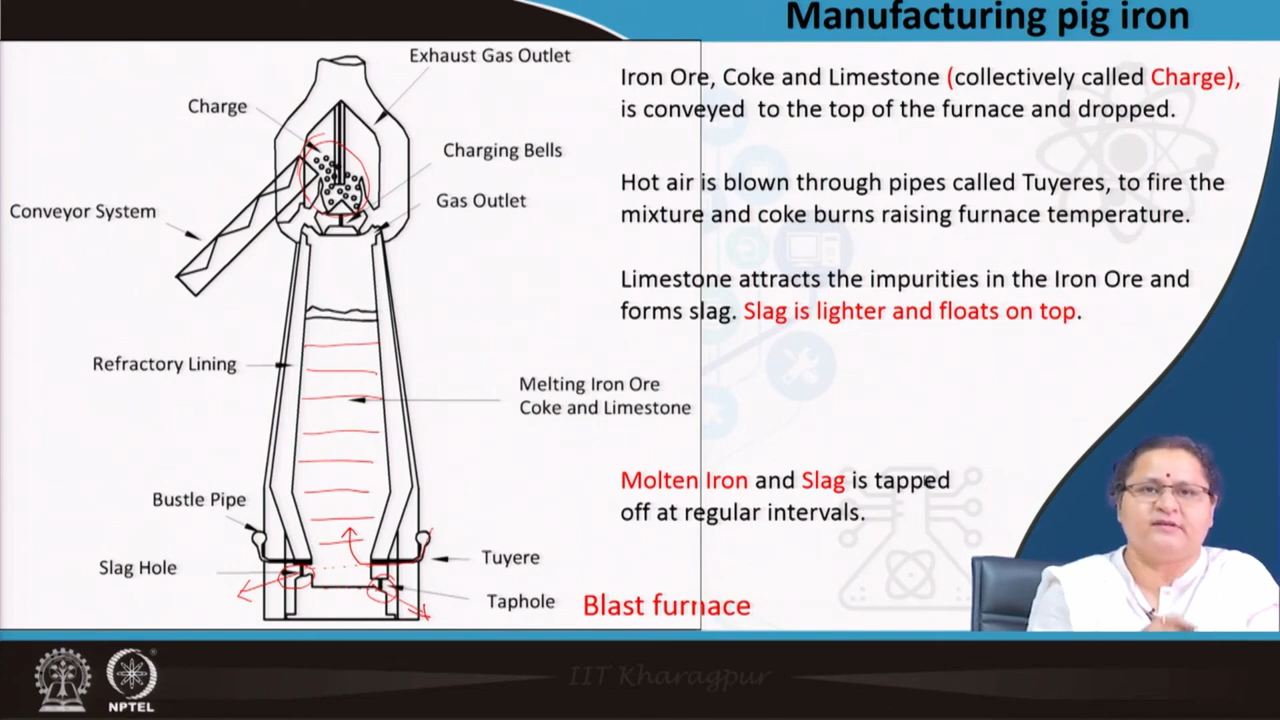 Manufacturing pig iron
Exhaust Gas Outlet
Charge
Charging Bells
Gas Outlet
Conveyor System
Refractory Lining
Melting Iron Ore
Coke and Limestone
Bustle Pipe
Slag Hole
Tuyere
Taphole
Blast furnace
Iron Ore, Coke and Limestone (collectively called Charge),
is conveyed to the top of the furnace and dropped.
Hot air is blown through pipes called Tuyeres, to fire the
mixture and coke burns raising furnace temperature.
Limestone attracts the impurities in the Iron Ore and
forms slag. Slag is lighter and floats on top.
Molten Iron and Slag is tapped
off at regular intervals.
NPTEL
IIT Kharagpur